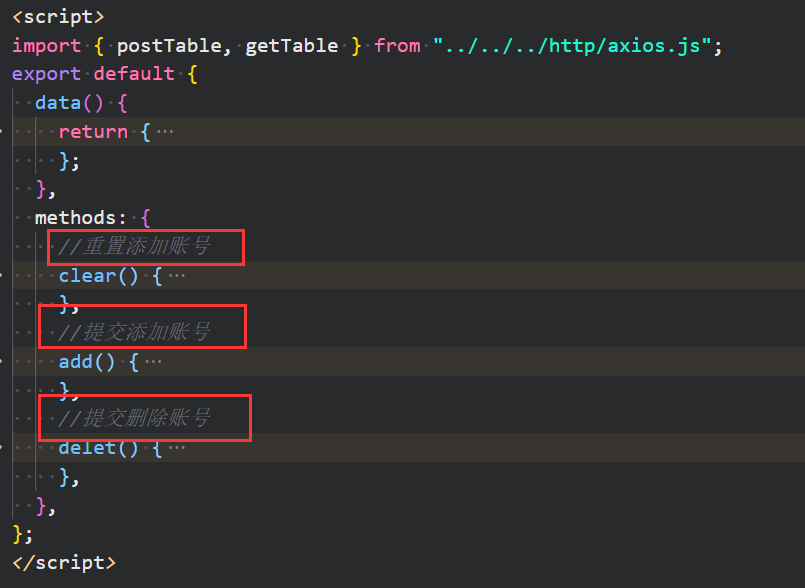 <script>
import { postTable, getTable } from "../../../http/axios.js";
export default {
data() {
return { ···
};
},
methods: {
//重置添加账号
clear() { ···
},
//提交添加账号
add() { ···
},
//提交删除账号
delet() { ···
},
},
};
</script>